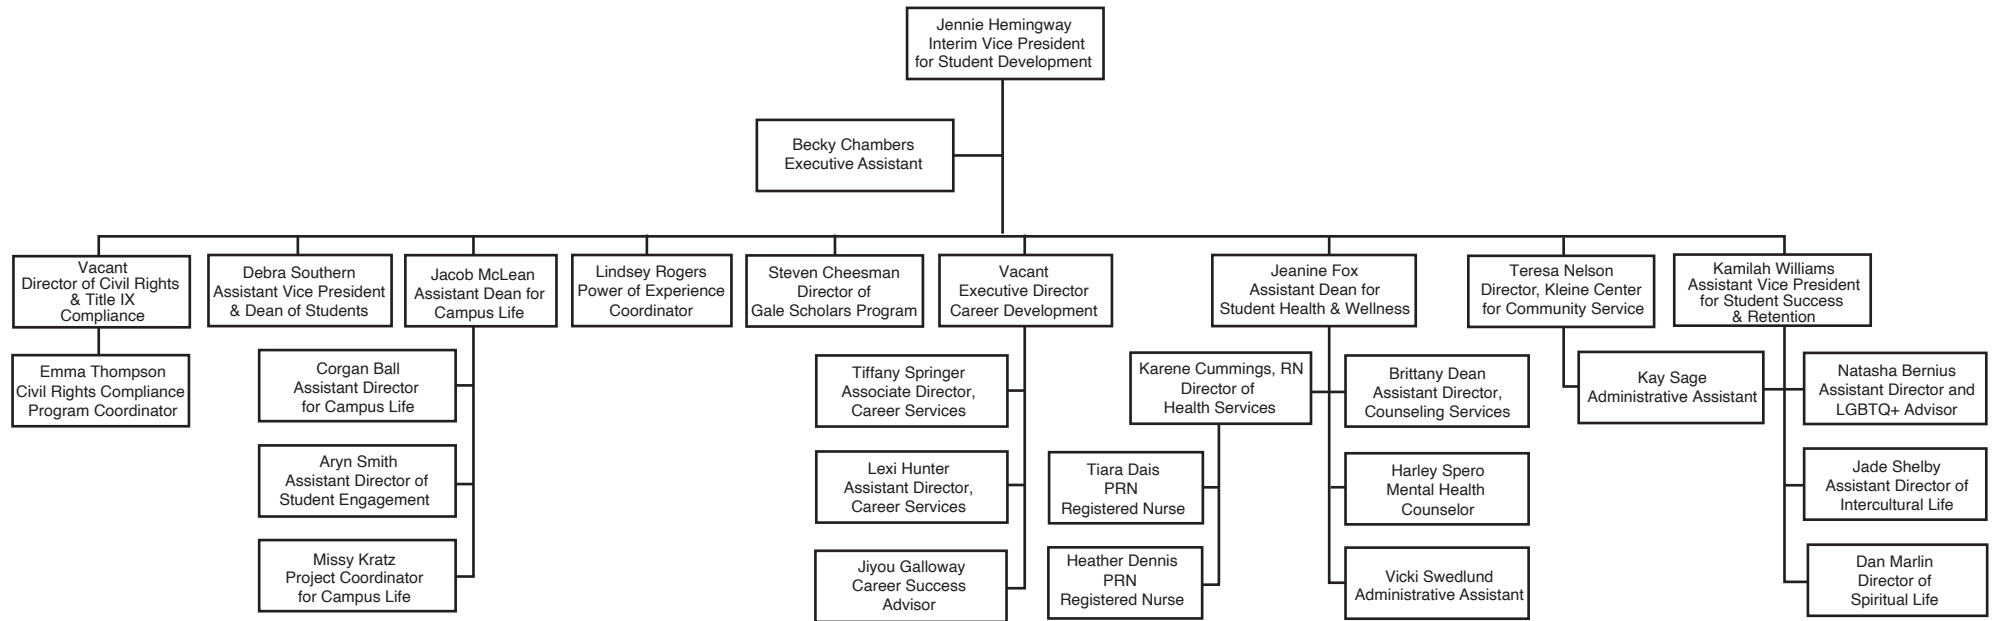 Jennie Hemingway
Interim Vice President
for Student Development
Becky Chambers
Executive Assistant
Vacant
Director of Civil Rights
& Title IX
Compliance
Debra Southern
Assistant Vice President
& Dean of Students
Jacob McLean
Assistant Dean for
Campus Life
Lindsey Rogers
Power of Experience
Coordinator
Steven Cheesman
Director of
Gale Scholars Program
Vacant
Executive Director
Career Development
Jeanine Fox
Assistant Dean for
Student Health & Wellness
Teresa Nelson
Director, Kleine Center
for Community Service
Kamilah Williams
Assistant Vice President
for Student Success
& Retention
Emma Thompson
Civil Rights Compliance
Program Coordinator
Corgan Ball
Assistant Director
for Campus Life
Aryn Smith
Assistant Director of
Student Engagement
Missy Kratz
Project Coordinator
for Campus Life
Tiffany Springer
Associate Director,
Career Services
Lexi Hunter
Assistant Director,
Career Services
Jiyou Galloway
Career Success
Advisor
Karene Cummings, RN
Director of
Health Services
Tiara Dais
PRN
Registered Nurse
Heather Dennis
PRN
Registered Nurse
Brittany Dean
Assistant Director,
Counseling Services
Harley Spero
Mental Health
Counselor
Vicki Swedlund
Administrative Assistant
Kay Sage
Administrative Assistant
Natasha Bernius
Assistant Director and
LGBTQ+ Advisor
Jade Shelby
Assistant Director of
Intercultural Life
Dan Marlin
Director of
Spiritual Life